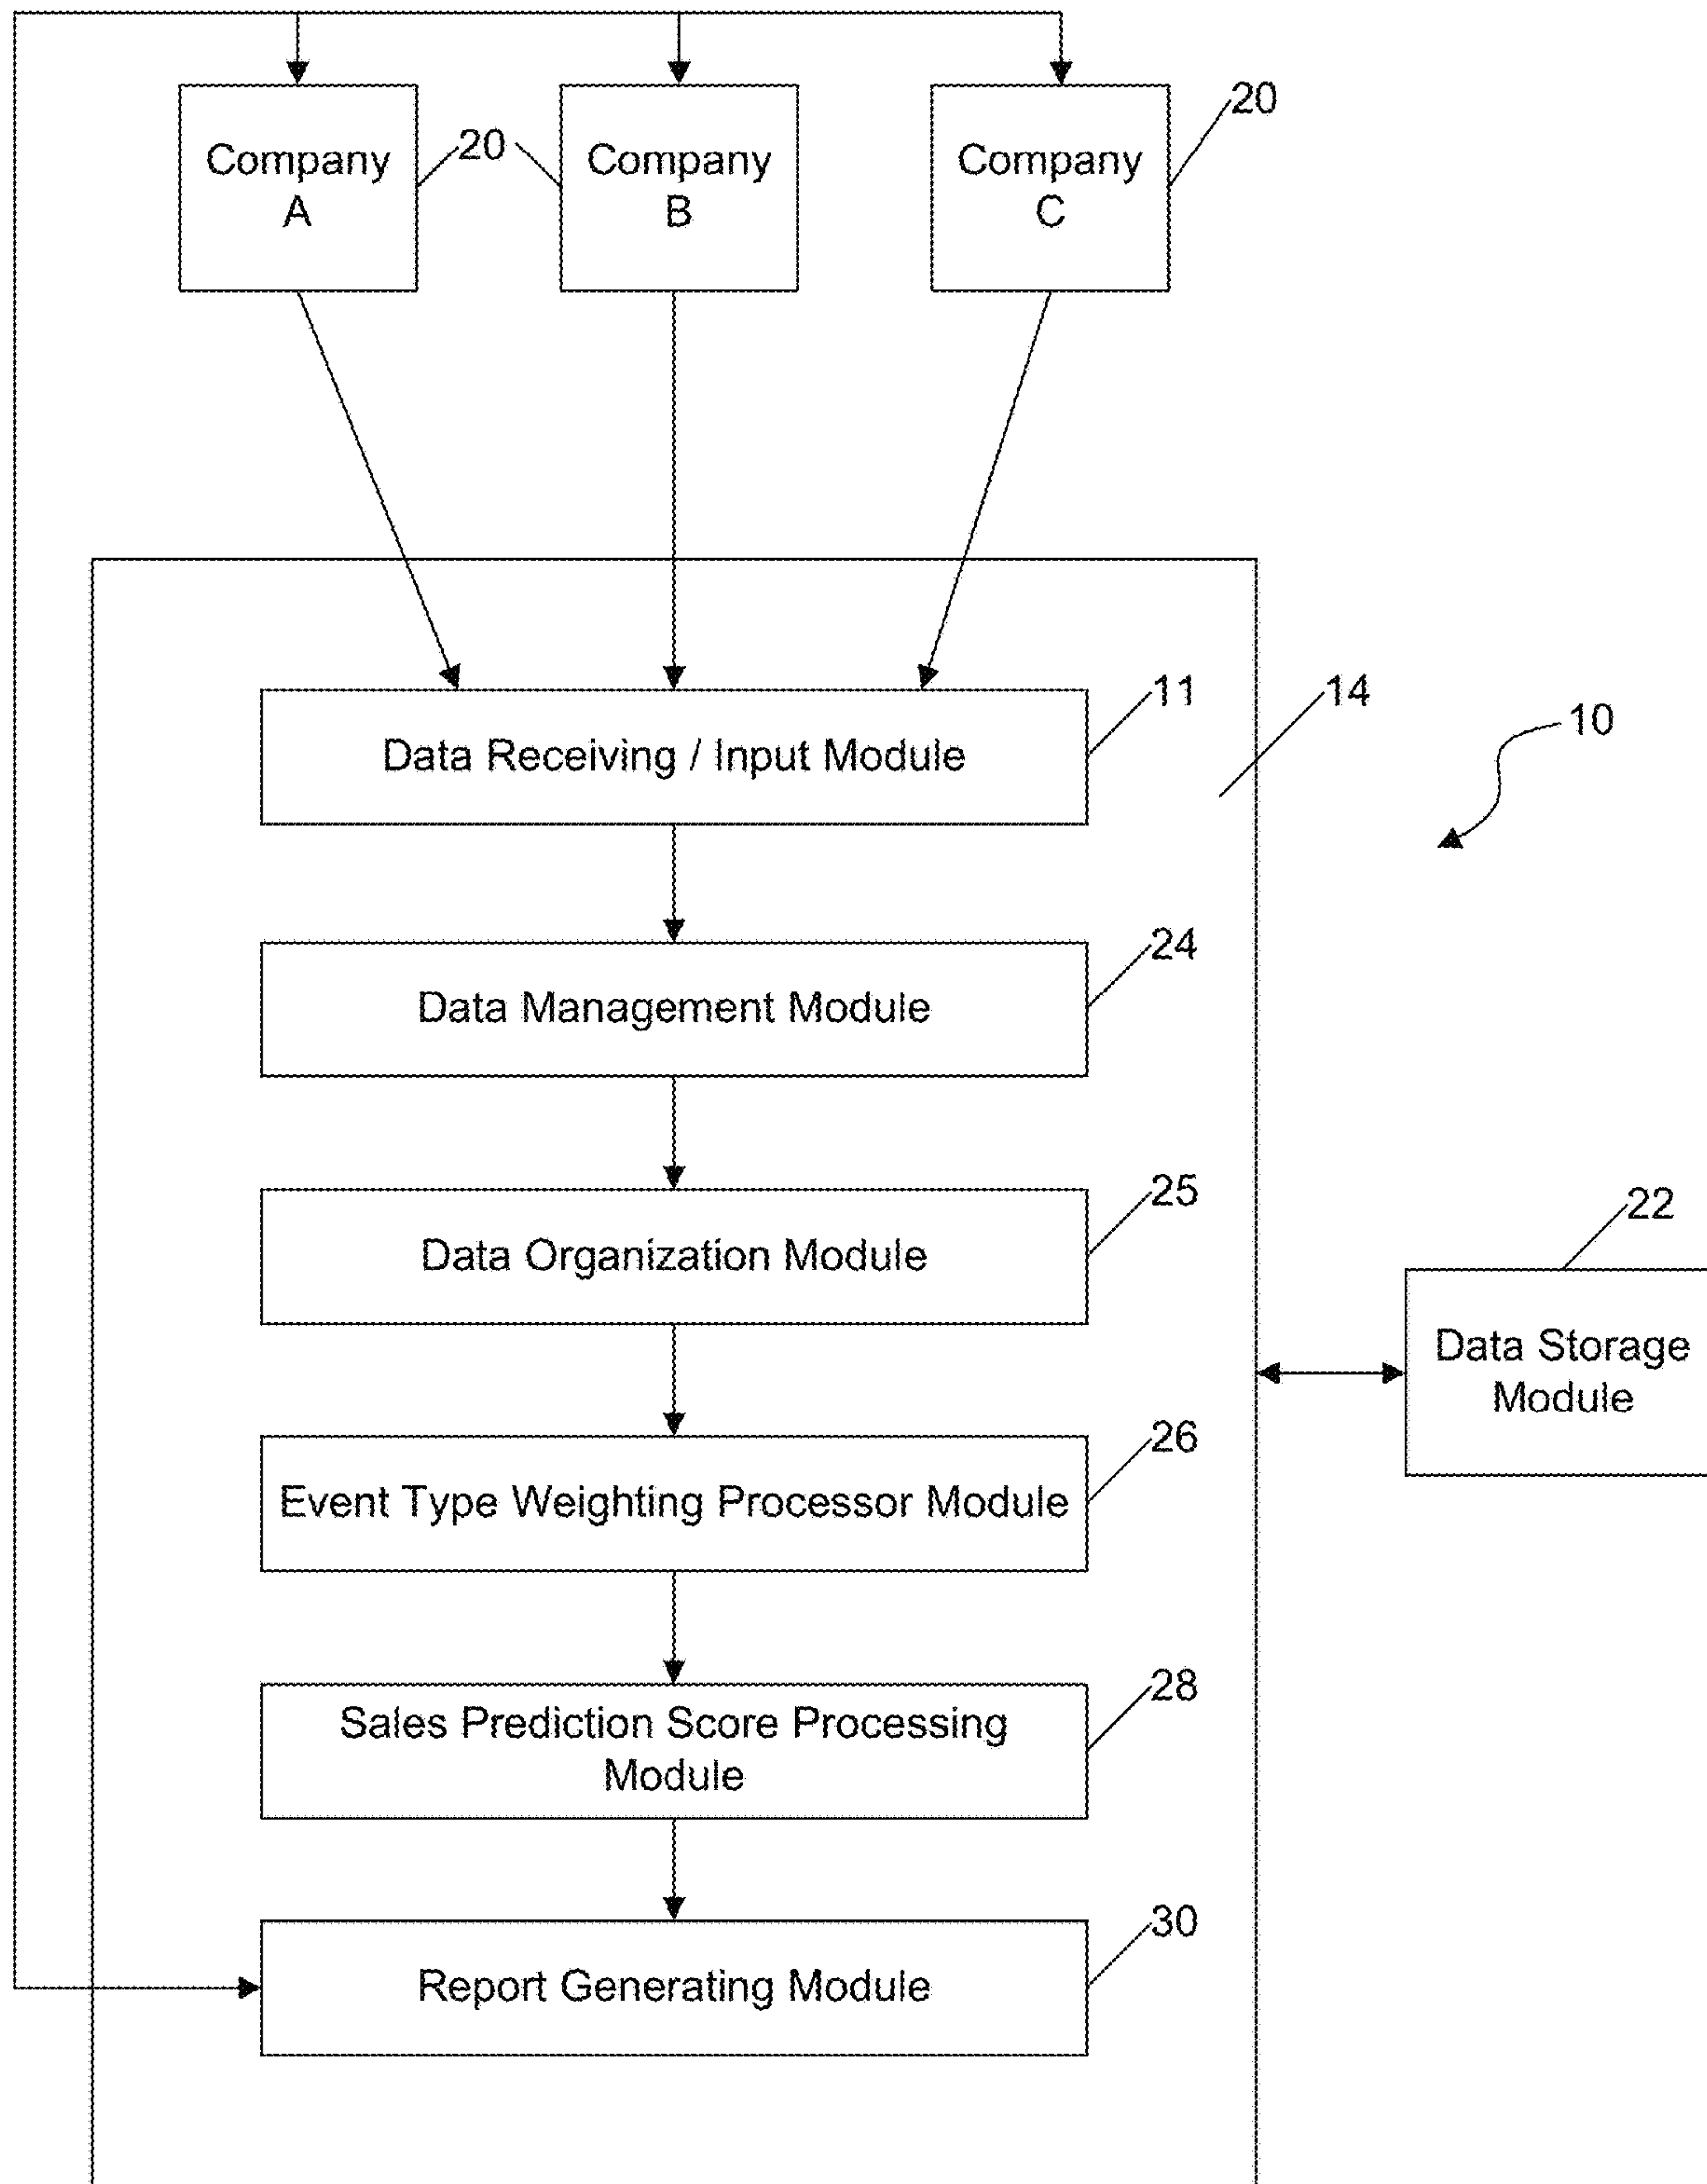 Company
A
20
Company
B
Company
C
20
11
Data Receiving / Input Module
14
10
24
Data Management Module
25
Data Organization Module
22
Data Storage
Module
26
Event Type Weighting Processor Module
28
Sales Prediction Score Processing
Module
30
Report Generating Module